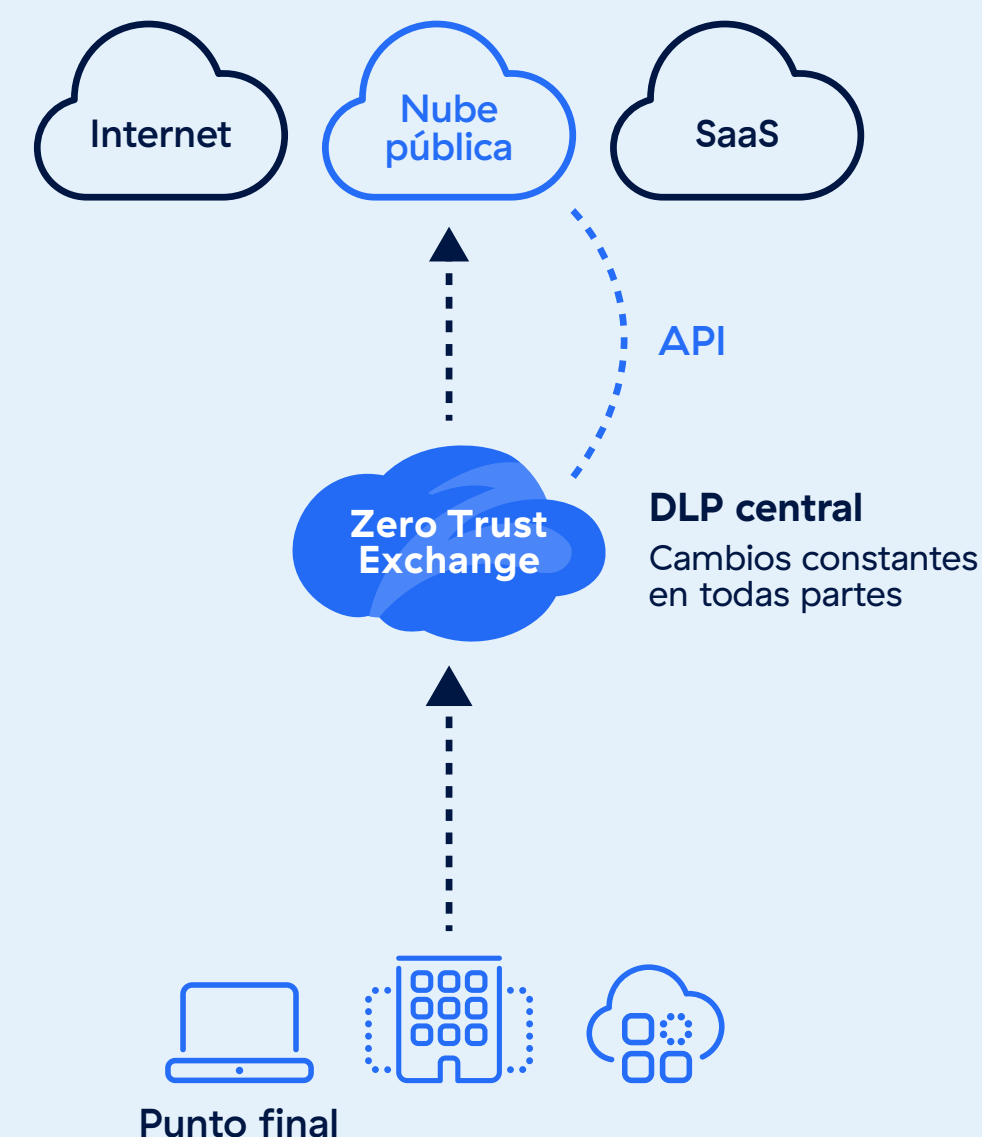 Internet
Nube
pública
SaaS
API
Zero Trust
Exchange
DLP central
Cambios constantes
en todas partes
Punto final